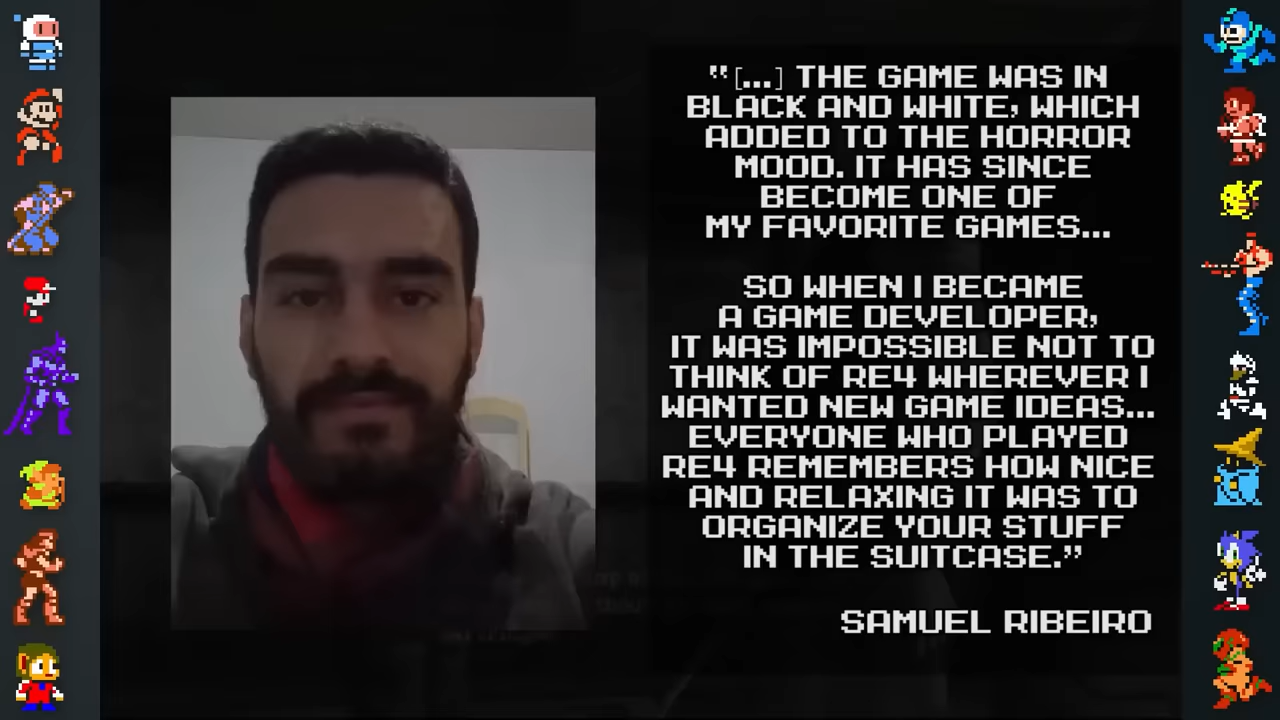 "[...] THE GAME WAS IN
BLACK AND WHITE, WHICH
ADDED TO THE HORROR
MOOD. IT HAS SINCE
BECOME ONE OF
MY FAVORITE GAMES...
SO WHEN I BECAME
A GAME DEVELOPER,
IT WAS IMPOSSIBLE NOT TO
THINK OF RE4 WHEREVER I
WANTED NEW GAME IDEAS...
EVERYONE WHO PLAYED
RE4 REMEMBERS HOW NICE
AND RELAXING IT WAS TO
ORGANIZE YOUR STUFF
IN THE SUITCASE."
SAMUEL RIBEIRO